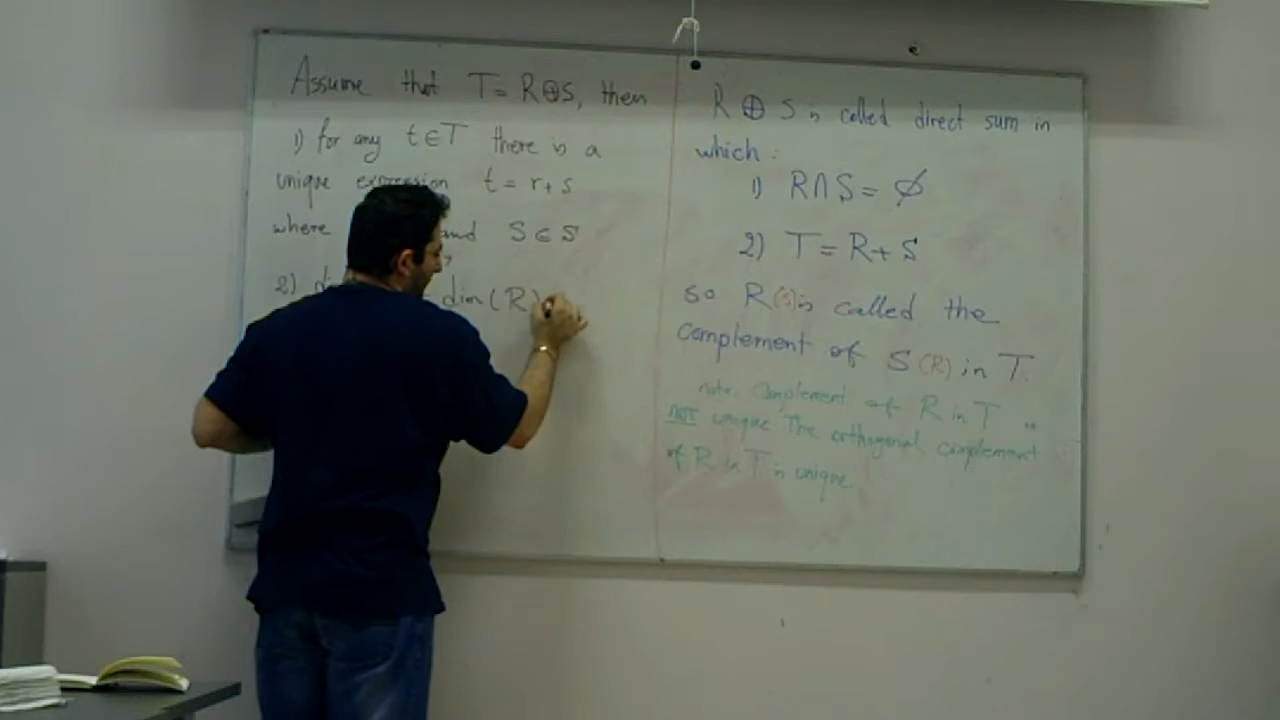 Assume that T = R⊕S, then
1) for any t∈T there is a
unique expression t = r+s
where and S∈S
2) dim(R)
R ⊕ S is called direct sum in
which :
1) R∩S = ∅
2) T = R+S
so R(S) is called the
complement of S (R) in T.
note. Complement of R in T is
NOT unique The orthogonal complement
of R in T is unique